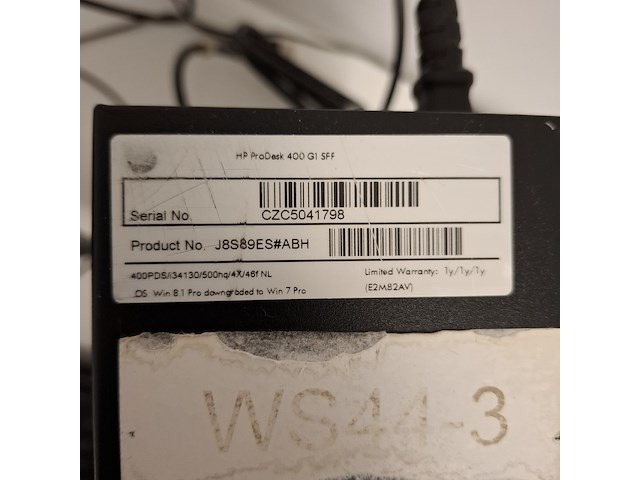 HP ProDesk 400 G1 SFF
Serial No. CZC5041798
Product No. J8S89ES#ABH
400PDS/i34130/500hq/4X/46f NL Limited Warranty: 1y/1y/1y
OS Win 8.1 Pro downgraded to Win 7 Pro (E2M82AV)
WS44-3